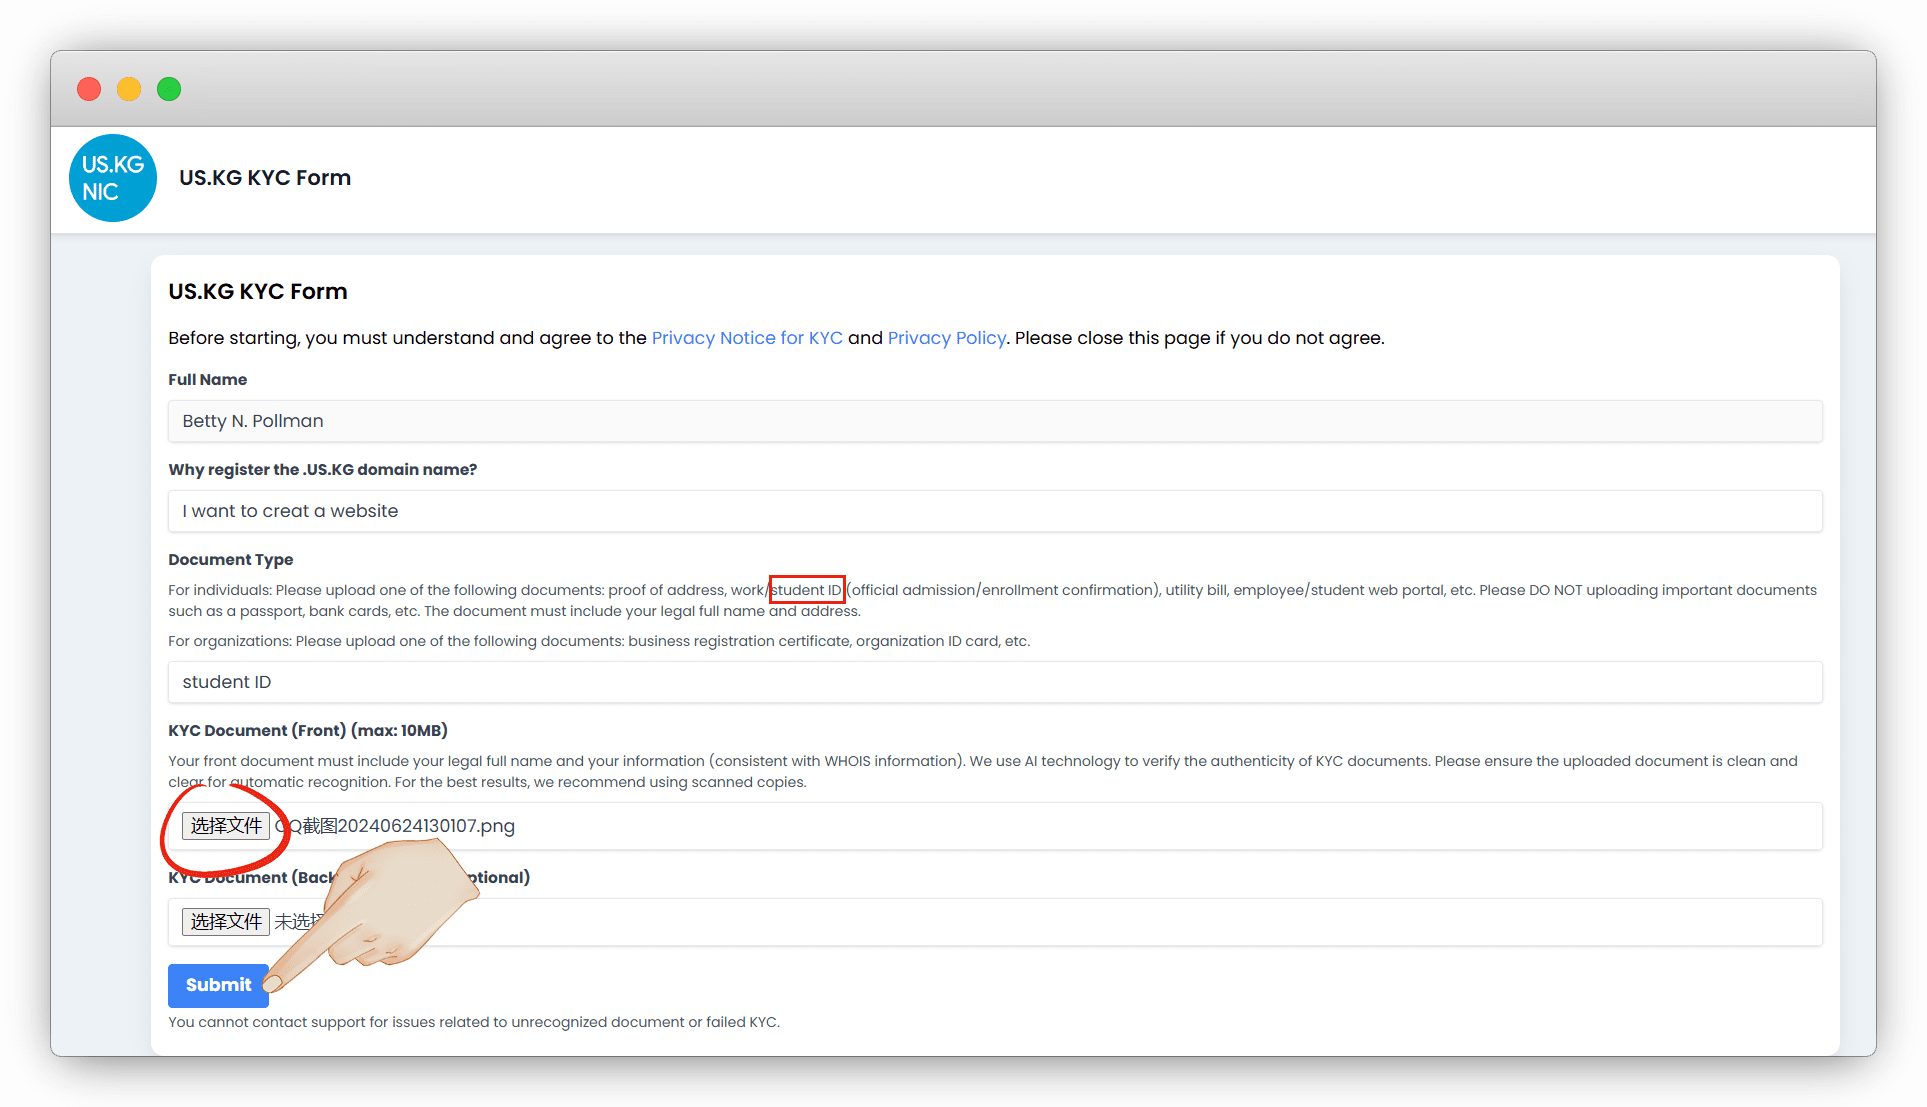 US.KG
NIC
US.KG KYC Form
US.KG KYC Form
Before starting, you must understand and agree to the Privacy Notice for KYC and Privacy Policy. Please close this page if you do not agree.
Full Name
Betty N. Pollman
Why register the .US.KG domain name?
I want to creat a website
Document Type
For individuals: Please upload one of the following documents: proof of address, work/student ID (official admission/enrollment confirmation), utility bill, employee/student web portal, etc. Please DO NOT uploading important documents
such as a passport, bank cards, etc. The document must include your legal full name and address.
For organizations: Please upload one of the following documents: business registration certificate, organization ID card, etc.
student ID
KYC Document (Front) (max: 10MB)
Your front document must include your legal full name and your information (consistent with WHOIS information). We use AI technology to verify the authenticity of KYC documents. Please ensure the uploaded document is clean and
clear for automatic recognition. For the best results, we recommend using scanned copies.
选择文件 QQ截图20240624130107.png
KYC Document (Back ptional)
选择文件 未选择
Submit
You cannot contact support for issues related to unrecognized document or failed KYC.